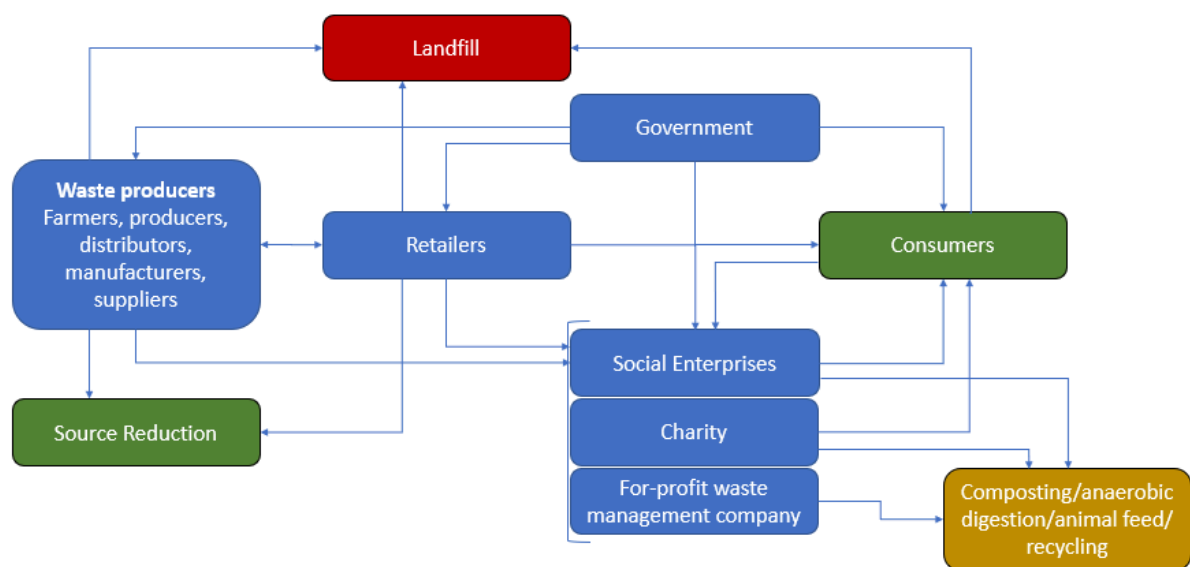 Landfill
Government
Waste producers
Farmers, producers,
distributors,
manufacturers,
suppliers
Retailers
Consumers
Social Enterprises
Source Reduction
Charity
For-profit waste
management company
Composting/anaerobic
digestion/animal feed/
recycling